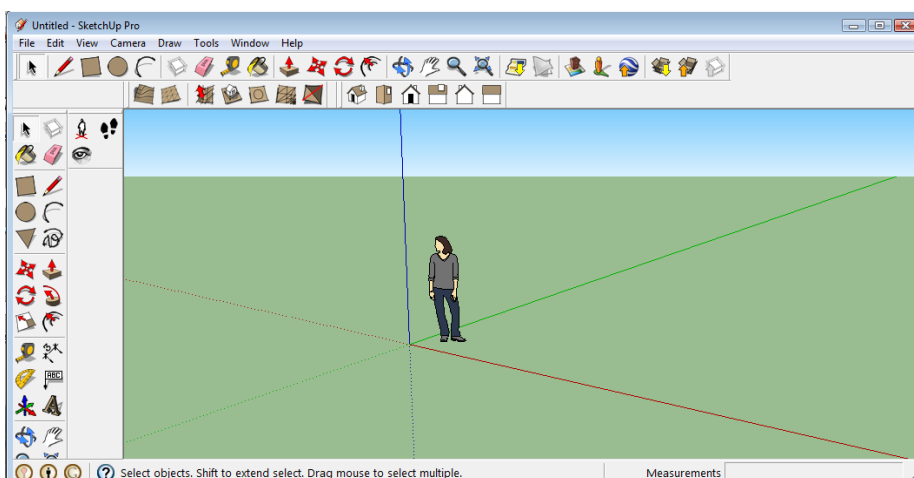 Untitled - SketchUp Pro
File Edit View Camera Draw Tools Window Help
ABC
Select objects. Shift to extend select. Drag mouse to select multiple. Measurements